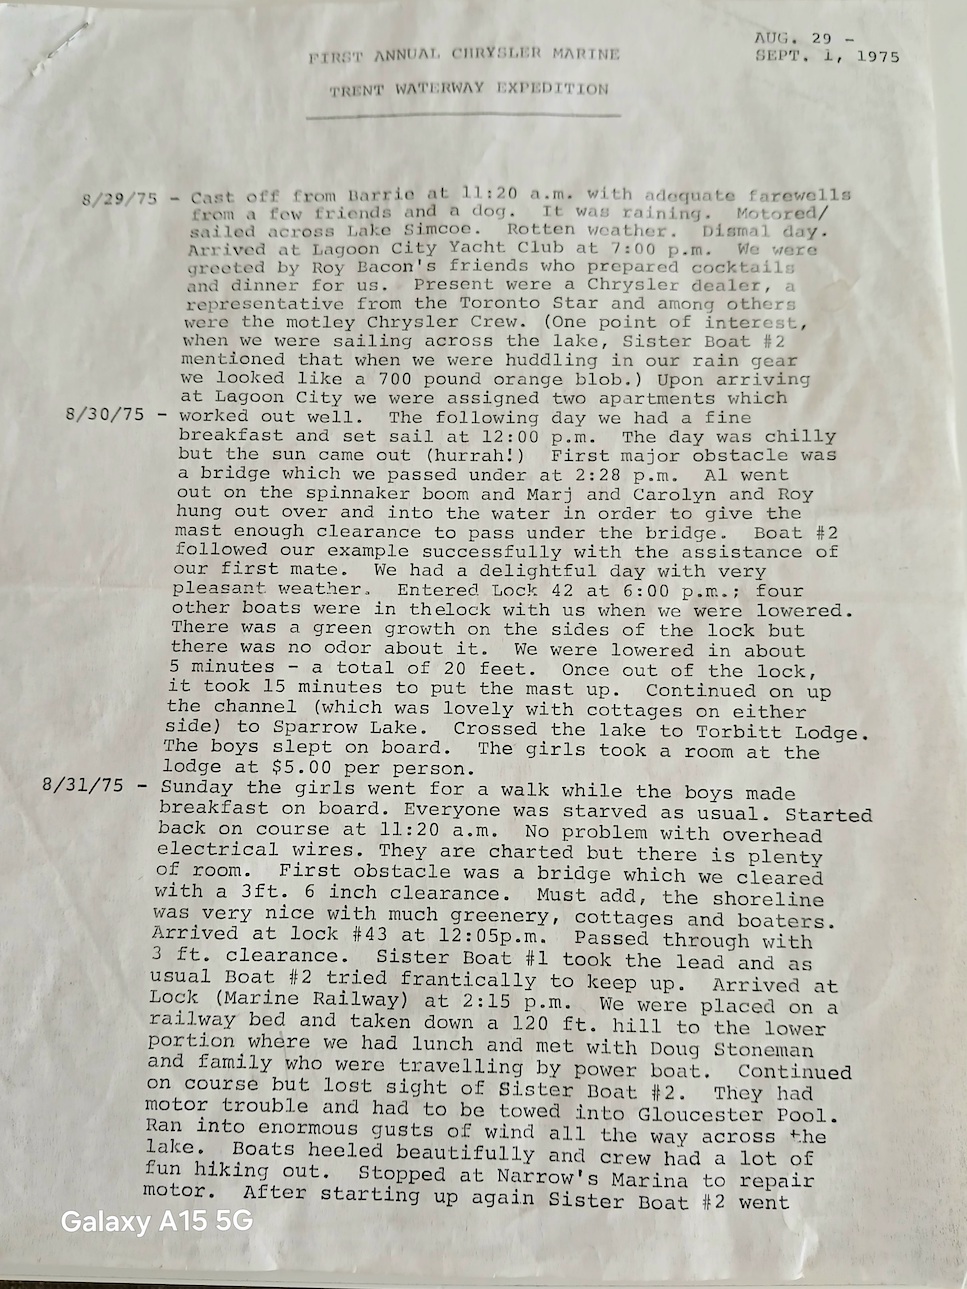 AUG. 29 -
SEPT. 1, 1975
FIRST ANNUAL CHRYSLER MARINE
TRENT WATERWAY EXPEDITION
8/29/75 - Cast off from Barrie at 11:20 a.m. with adequate farewells
from a few friends and a dog. It was raining. Motored/
sailed across Lake Simcoe. Rotten weather. Dismal day.
Arrived at Lagoon City Yacht Club at 7:00 p.m. We were
greeted by Roy Bacon's friends who prepared cocktails
and dinner for us. Present were a Chrysler dealer, a
representative from the Toronto Star and among others
were the motley Chrysler Crew. (One point of interest,
when we were sailing across the lake, Sister Boat #2
mentioned that when we were huddling in our rain gear
we looked like a 700 pound orange blob.) Upon arriving
at Lagoon City we were assigned two apartments which
8/30/75 - worked out well. The following day we had a fine
breakfast and set sail at 12:00 p.m. The day was chilly
but the sun came out (hurrah!) First major obstacle was
a bridge which we passed under at 2:28 p.m. Al went
out on the spinnaker boom and Marj and Carolyn and Roy
hung out over and into the water in order to give the
mast enough clearance to pass under the bridge. Boat #2
followed our example successfully with the assistance of
our first mate. We had a delightful day with very
pleasant weather. Entered Lock 42 at 6:00 p.m.; four
other boats were in thelock with us when we were lowered.
There was a green growth on the sides of the lock but
there was no odor about it. We were lowered in about
5 minutes - a total of 20 feet. Once out of the lock,
it took 15 minutes to put the mast up. Continued on up
the channel (which was lovely with cottages on either
side) to Sparrow Lake. Crossed the lake to Torbitt Lodge.
The boys slept on board. The girls took a room at the
lodge at $5.00 per person.
8/31/75 - Sunday the girls went for a walk while the boys made
breakfast on board. Everyone was starved as usual. Started
back on course at 11:20 a.m. No problem with overhead
electrical wires. They are charted but there is plenty
of room. First obstacle was a bridge which we cleared
with a 3ft. 6 inch clearance. Must add, the shoreline
was very nice with much greenery, cottages and boaters.
Arrived at lock #43 at 12:05p.m. Passed through with
3 ft. clearance. Sister Boat #1 took the lead and as
usual Boat #2 tried frantically to keep up. Arrived at
Lock (Marine Railway) at 2:15 p.m. We were placed on a
railway bed and taken down a 120 ft. hill to the lower
portion where we had lunch and met with Doug Stoneman
and family who were travelling by power boat. Continued
on course but lost sight of Sister Boat #2. They had
motor trouble and had to be towed into Gloucester Pool.
Ran into enormous gusts of wind all the way across the
lake. Boats heeled beautifully and crew had a lot of
fun hiking out. Stopped at Narrow's Marina to repair
motor. After starting up again Sister Boat #2 went
Galaxy A15 5G